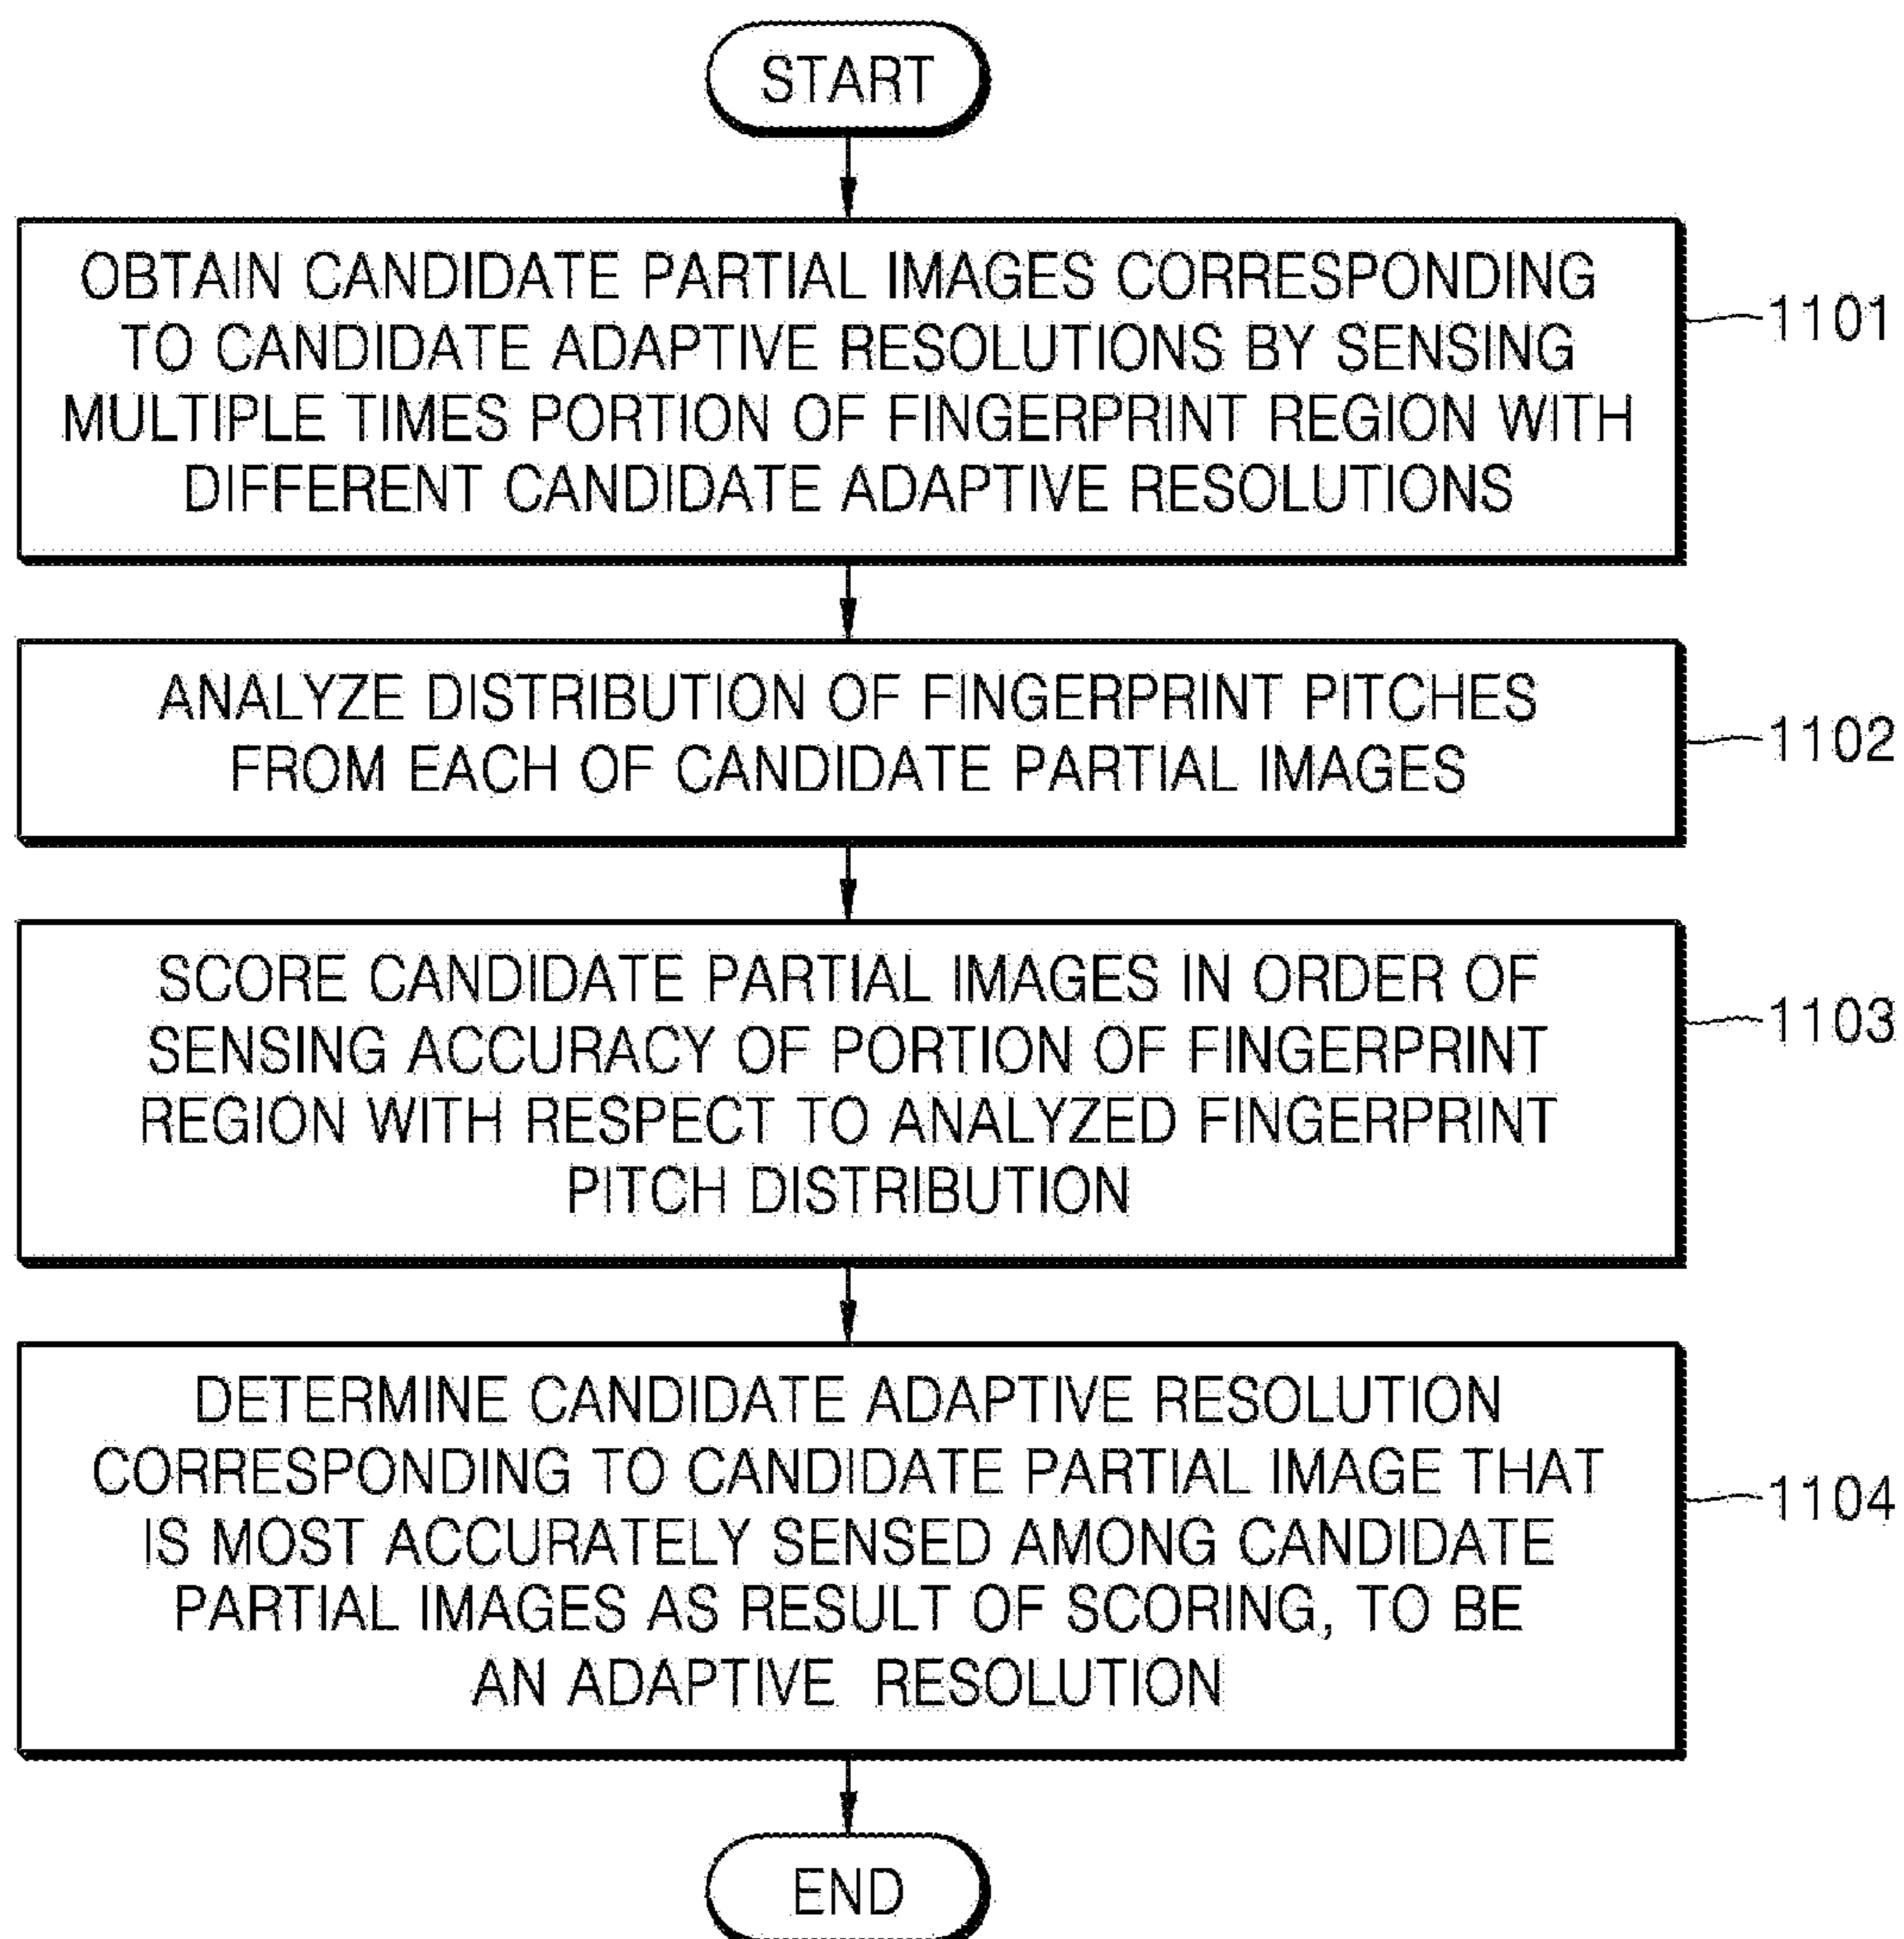 START
OBTAIN CANDIDATE PARTIAL IMAGES CORRESPONDING
TO CANDIDATE ADAPTIVE RESOLUTIONS BY SENSING
MULTIPLE TIMES PORTION OF FINGERPRINT REGION WITH
DIFFERENT CANDIDATE ADAPTIVE RESOLUTIONS
1101
ANALYZE DISTRIBUTION OF FINGERPRINT PITCHES
FROM EACH OF CANDIDATE PARTIAL IMAGES
1102
SCORE CANDIDATE PARTIAL IMAGES IN ORDER OF
SENSING ACCURACY OF PORTION OF FINGERPRINT
REGION WITH RESPECT TO ANALYZED FINGERPRINT
PITCH DISTRIBUTION
1103
DETERMINE CANDIDATE ADAPTIVE RESOLUTION
CORRESPONDING TO CANDIDATE PARTIAL IMAGE THAT
IS MOST ACCURATELY SENSED AMONG CANDIDATE
PARTIAL IMAGES AS RESULT OF SCORING, TO BE
AN ADAPTIVE RESOLUTION
1104
END